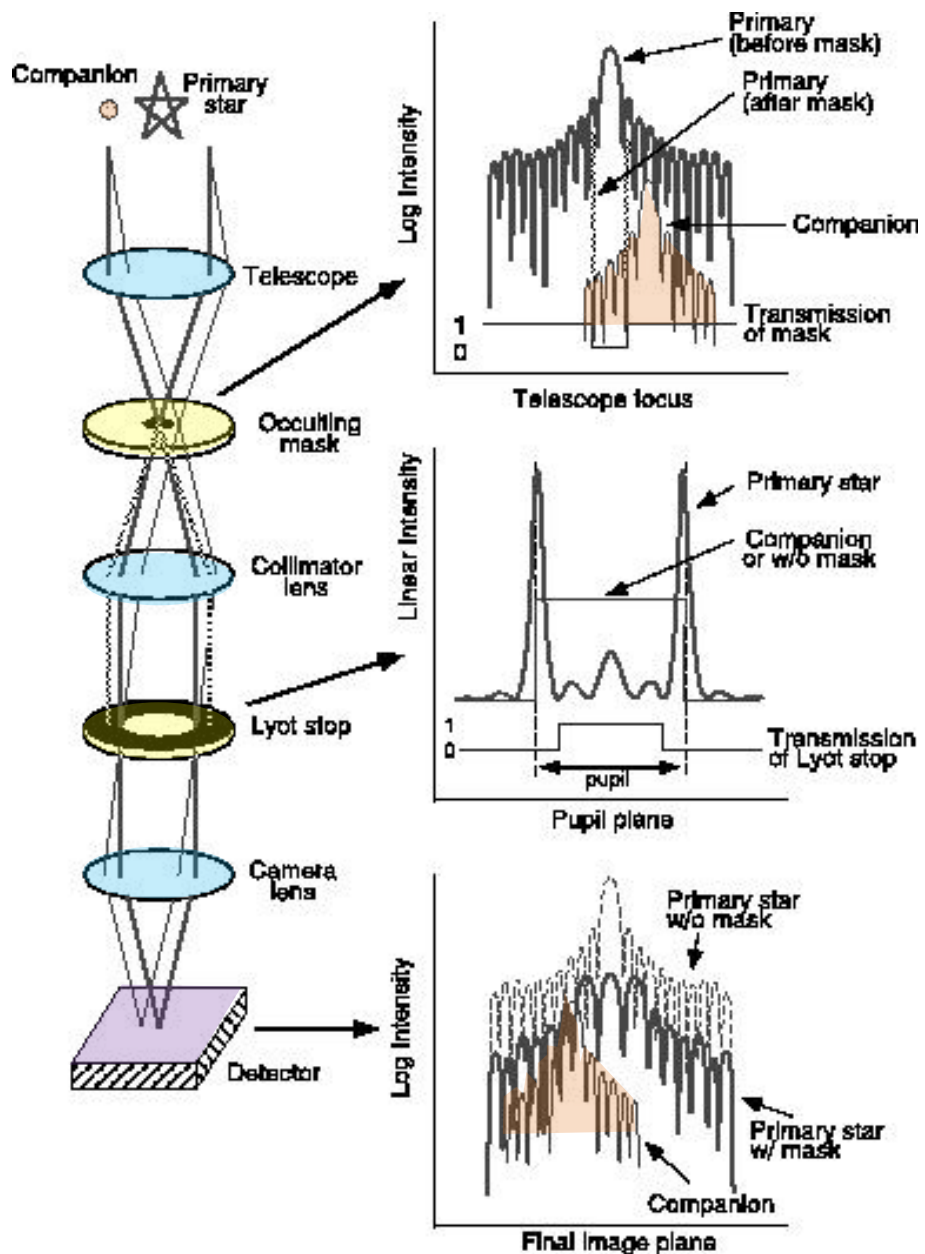 Companion
Primary
star
Telescope
Occulting
mask
Collimator
lens
Lyot stop
Camera
lens
Detector
Primary
(before mask)
Primary
(after mask)
Log Intensity
Companion
1
0
Transmission
of mask
Telescope focus
Linear Intensity
Primary star
Companion
or w/o mask
1
0
Transmission
of Lyot stop
pupil
Pupil plane
Log Intensity
Primary star
w/o mask
Primary star
w/ mask
Companion
Final image plane